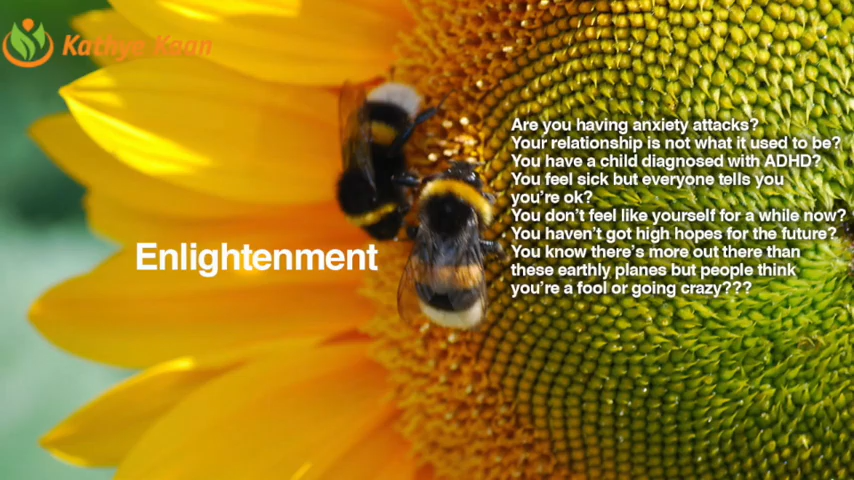 Kathye Kaan
Are you having anxiety attacks?
Your relationship is not what it used to be?
You have a child diagnosed with ADHD?
You feel sick but everyone tells you
you're ok?
You don't feel like yourself for a while now?
You haven't got high hopes for the future?
You know there's more out there than
these earthly planes but people think
you're a fool or going crazy???
Enlightenment